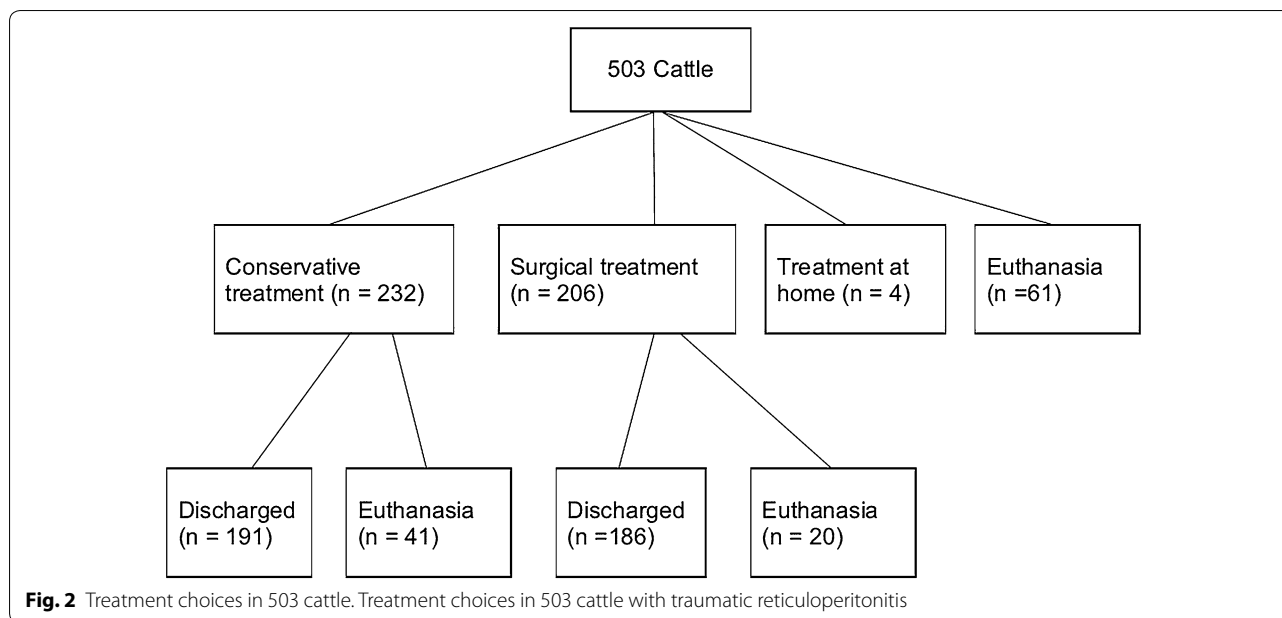 503 Cattle
Conservative
treatment (n = 232)
Surgical treatment
(n = 206)
Treatment at
home (n = 4)
Euthanasia
(n =61)
Discharged
(n = 191)
Euthanasia
(n = 41)
Discharged
(n =186)
Euthanasia
(n = 20)
Fig. 2 Treatment choices in 503 cattle. Treatment choices in 503 cattle with traumatic reticuloperitonitis